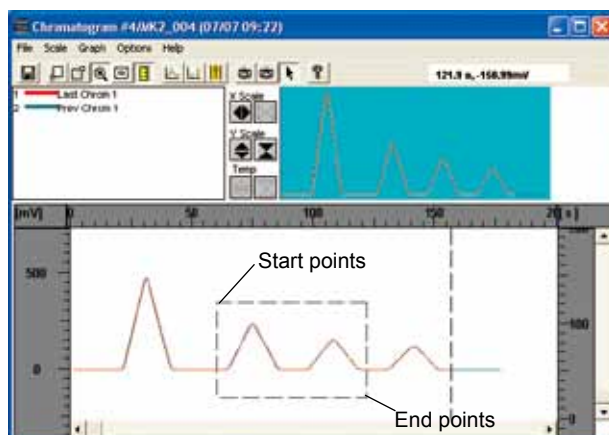 Chromatogram #4/MK2_004 (07/07 09:22)
File Scale Graph Options Help
121.9 s, -150.99mV
1 Last Chrom 1
2 Prev Chrom 1
X Scale
Y Scale
Temp
[mV] 0 50 100 150 20 [s]
Start points
500
100
0
End points